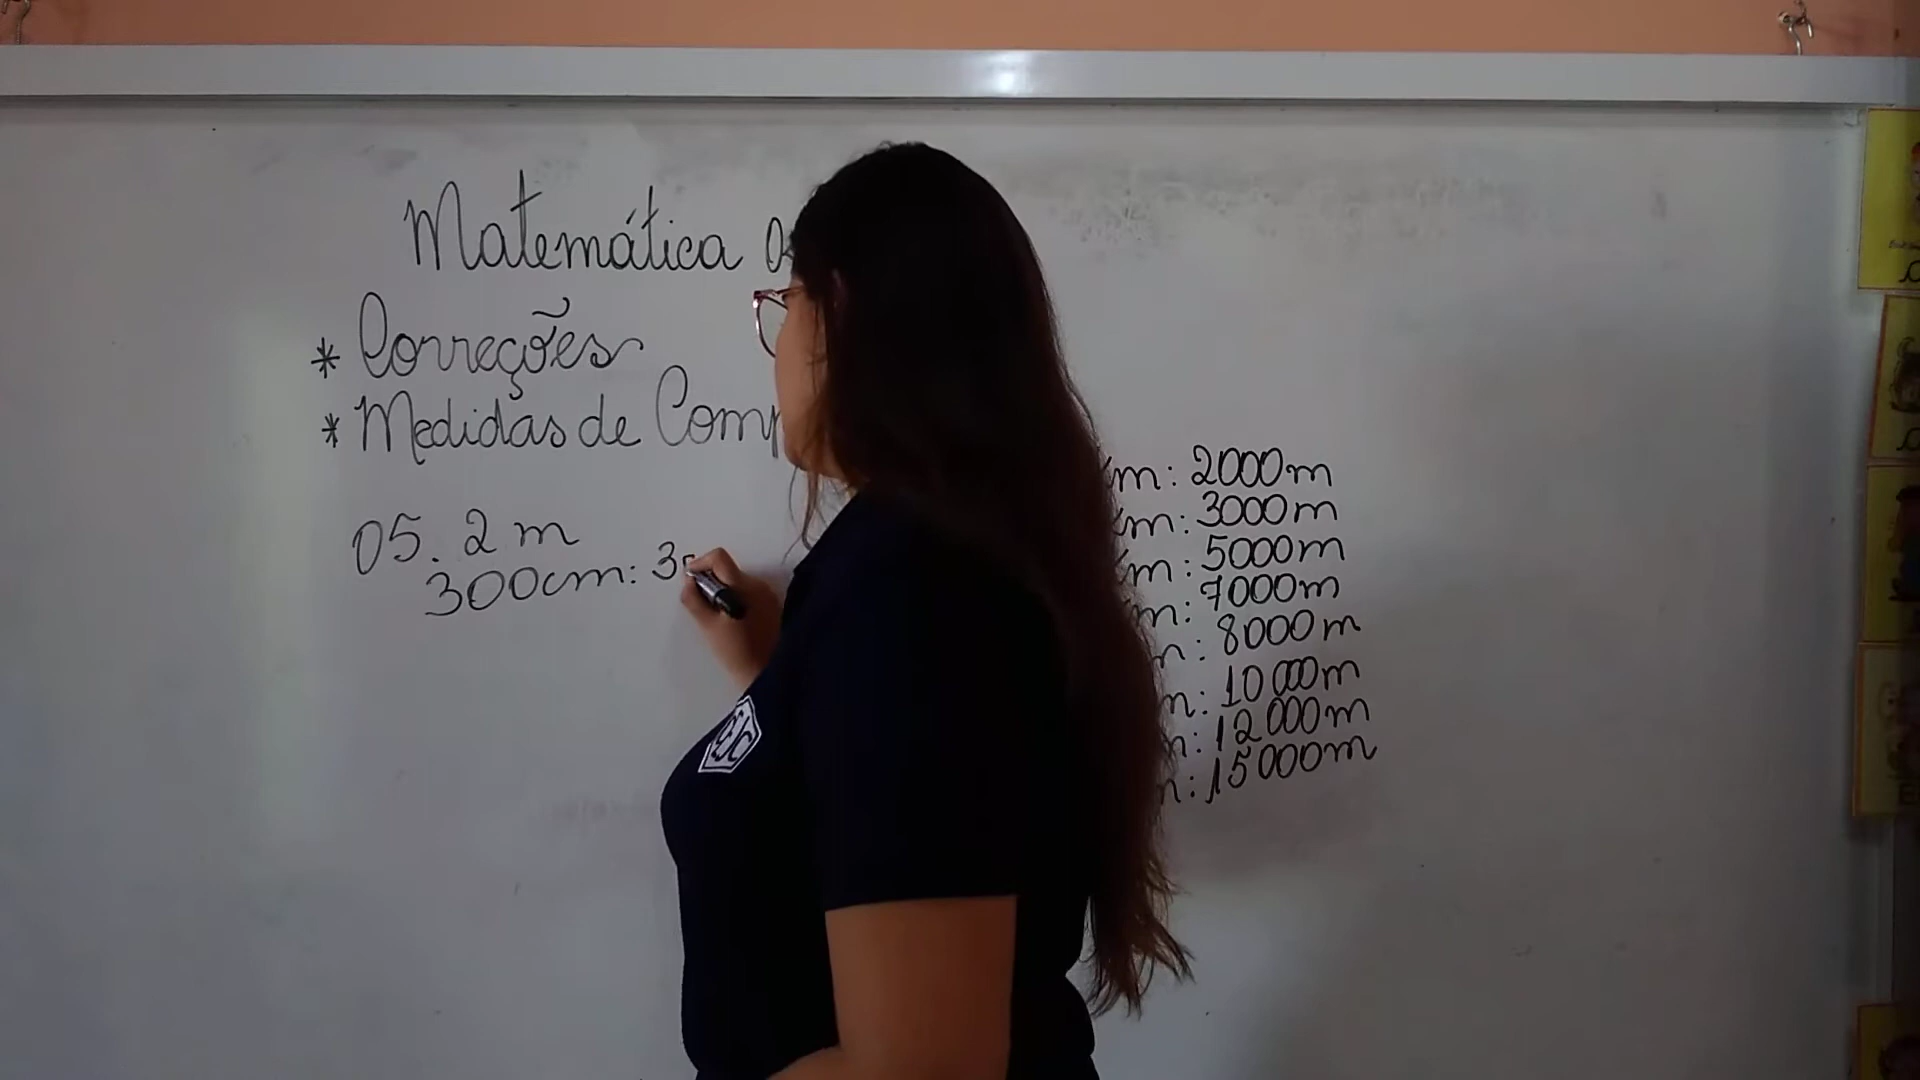 Matemática
* Correções
* Medidas de Comp
05. 2 m
300cm: 3
m: 2000m
m: 3000m
m: 5000m
m: 7000m
m: 8000m
m: 10 000m
m: 12 000m
: 15 000m